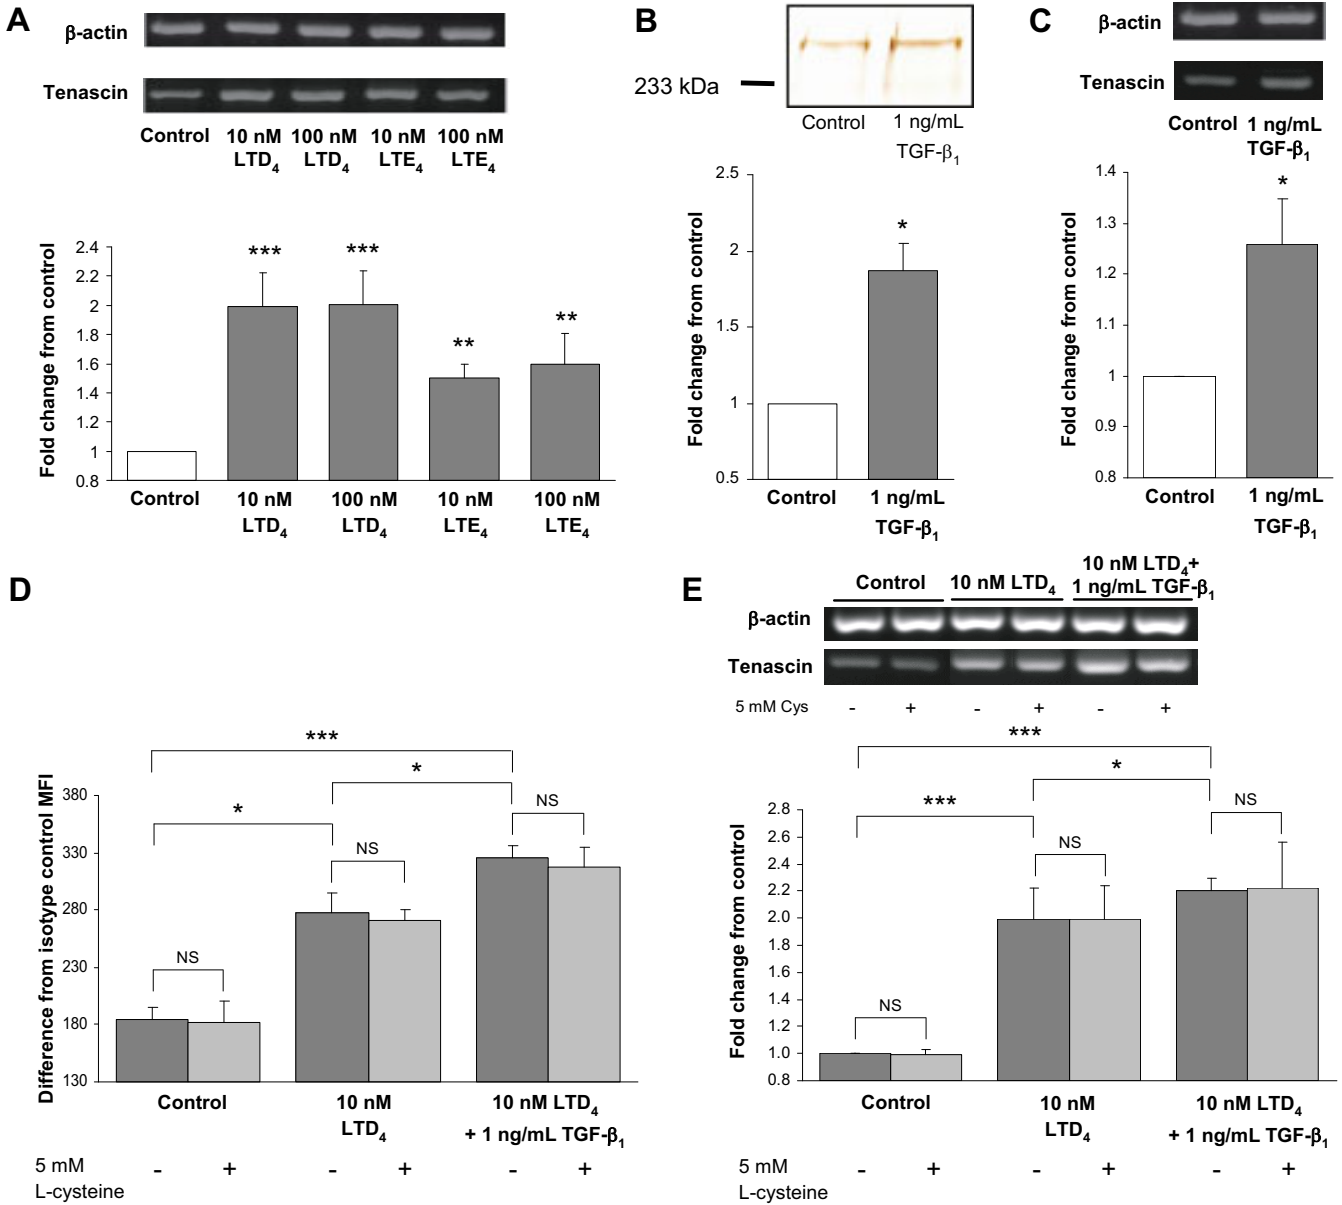 A
β-actin
Tenascin
Control 10 nM 100 nM 10 nM 100 nM
LTD4 LTD4 LTE4 LTE4
Fold change from control
2.4
2.2
2
1.8
1.6
1.4
1.2
1
0.8
*** *** ** **
Control 10 nM 100 nM 10 nM 100 nM
LTD4 LTD4 LTE4 LTE4
B
233 kDa
Control 1 ng/mL
TGF-β1
Fold change from control
2.5
2
1.5
1
0.5
*
Control 1 ng/mL
TGF-β1
C
β-actin
Tenascin
Control 1 ng/mL
TGF-β1
Fold change from control
1.4
1.3
1.2
1.1
1
0.9
0.8
*
Control 1 ng/mL
TGF-β1
D
Difference from isotype control MFI
380
330
280
230
180
130
***
*
*
NS
NS
NS
Control 10 nM 10 nM LTD4
LTD4 + 1 ng/mL TGF-β1
5 mM - + - + - +
L-cysteine
E
Control 10 nM LTD4 10 nM LTD4+
1 ng/mL TGF-β1
β-actin
Tenascin
5 mM Cys - + - + - +
Fold change from control
2.8
2.6
2.4
2.2
2.0
1.8
1.6
1.4
1.2
1.0
0.8
***
*
***
NS
NS
NS
Control 10 nM 10 nM LTD4
LTD4 + 1 ng/mL TGF-β1
5 mM - + - + - +
L-cysteine